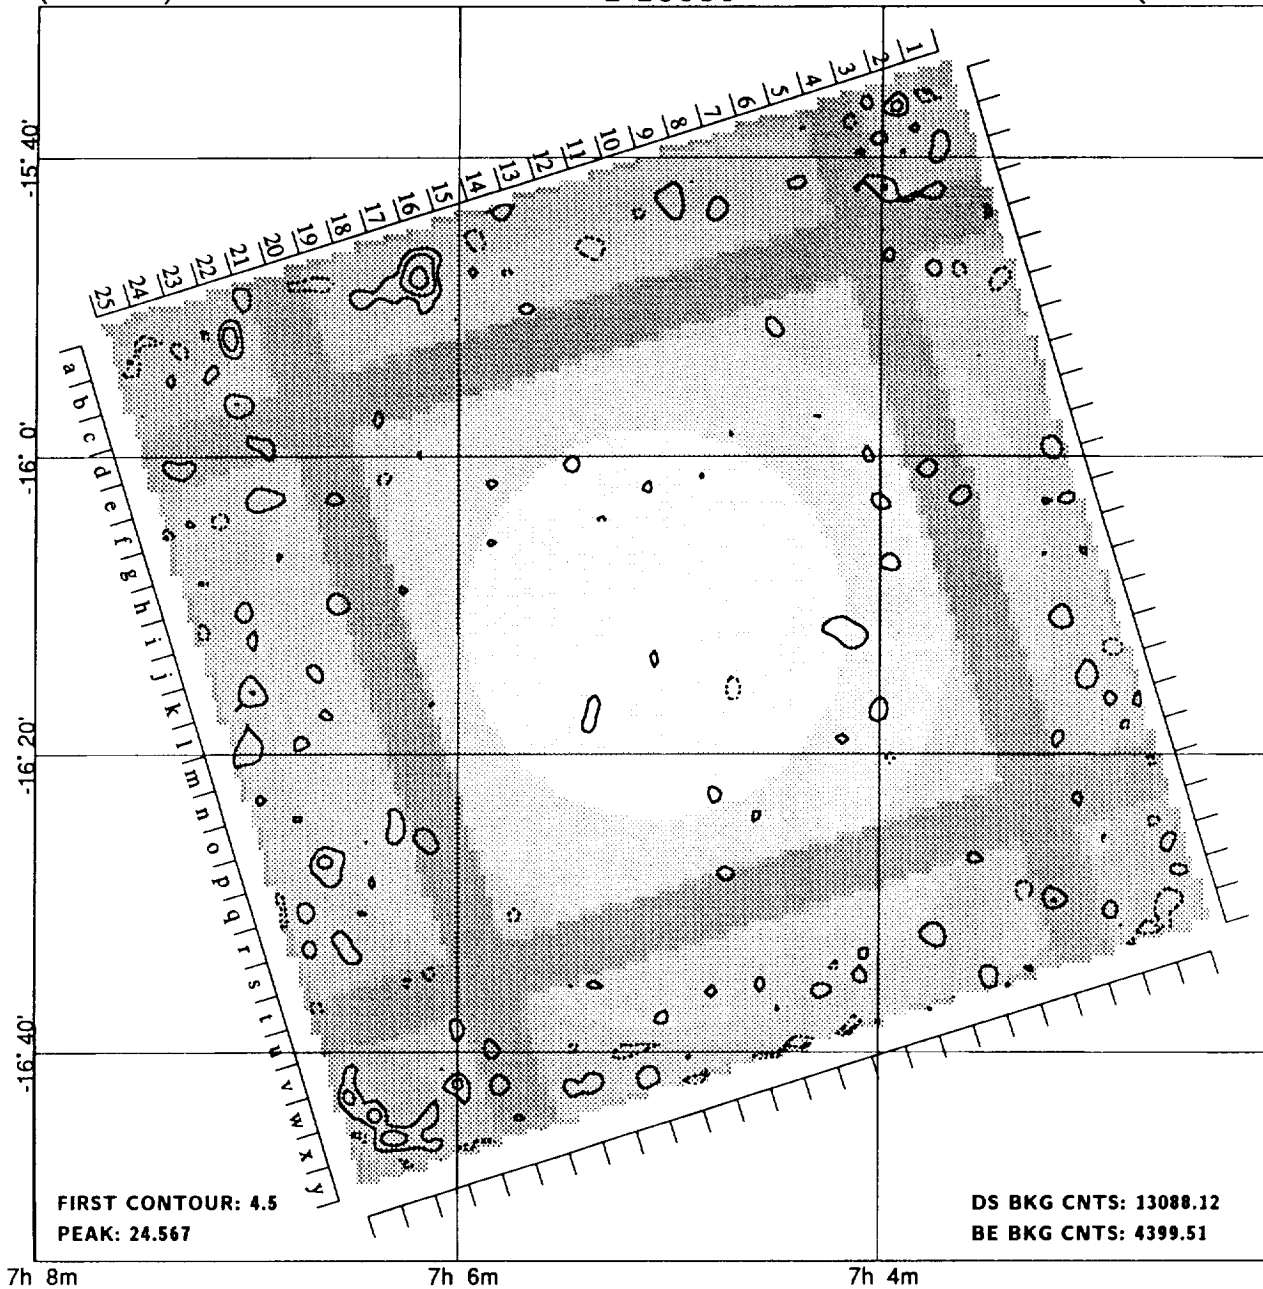 1 2 3 4 5 6 7 8 9 10 11 12 13 14 15 16 17 18 19 20 21 22 23 24 25
-15° 40'
-16° 0'
-16° 20'
-16° 40'
a b c d e f g h i j k l m n o p q r s t u v w x y
FIRST CONTOUR: 4.5
PEAK: 24.567
DS BKG CNTS: 13088.12
BE BKG CNTS: 4399.51
7h 8m 7h 6m 7h 4m